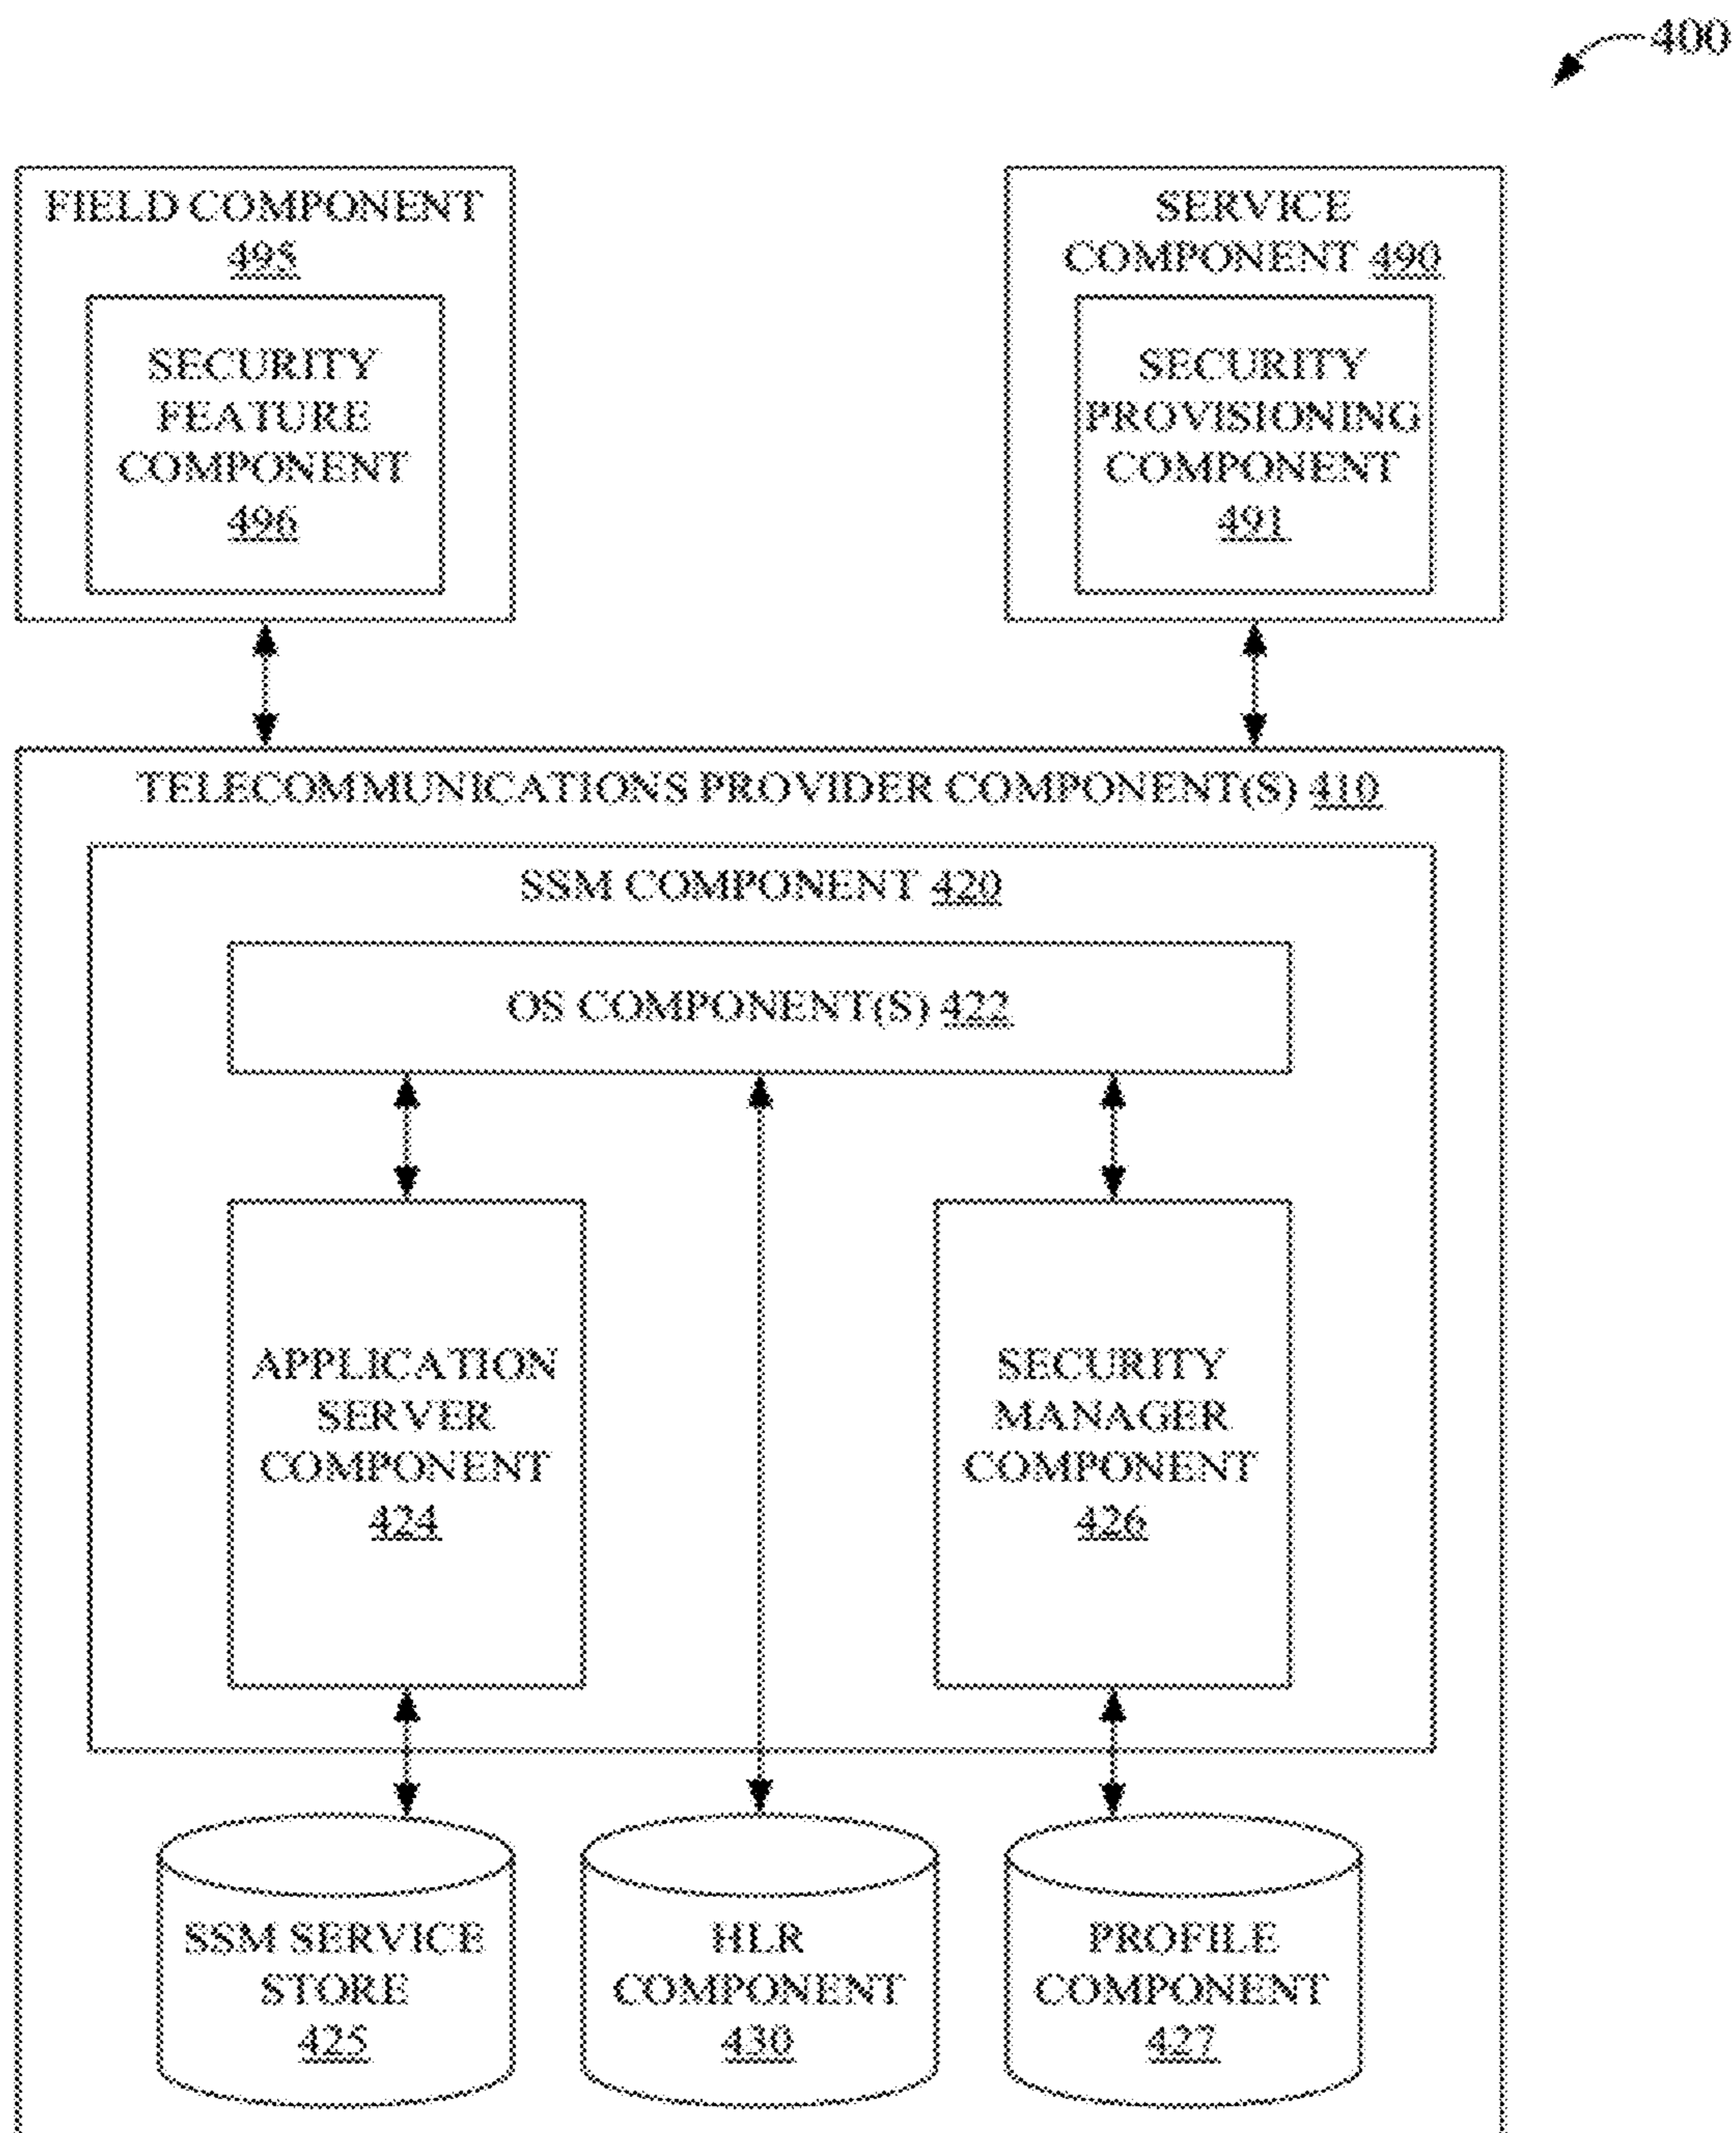 400
FIELD COMPONENT
495
SECURITY
FEATURE
COMPONENT
496
SERVICE
COMPONENT 490
SECURITY
PROVISIONING
COMPONENT
491
TELECOMMUNICATIONS PROVIDER COMPONENT(S) 410
SSM COMPONENT 420
OS COMPONENT(S) 422
APPLICATION
SERVER
COMPONENT
424
SECURITY
MANAGER
COMPONENT
426
SSM SERVICE
STORE
425
HLR
COMPONENT
430
PROFILE
COMPONENT
427